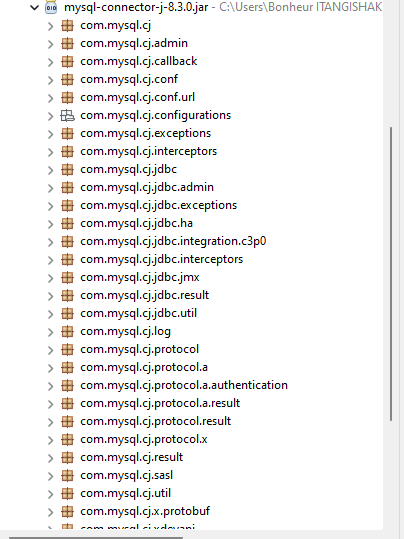 mysql-connector-j-8.3.0.jar - C:\Users\Bonheur ITANGISHAK
com.mysql.cj
com.mysql.cj.admin
com.mysql.cj.callback
com.mysql.cj.conf
com.mysql.cj.conf.url
com.mysql.cj.configurations
com.mysql.cj.exceptions
com.mysql.cj.interceptors
com.mysql.cj.jdbc
com.mysql.cj.jdbc.admin
com.mysql.cj.jdbc.exceptions
com.mysql.cj.jdbc.ha
com.mysql.cj.jdbc.integration.c3p0
com.mysql.cj.jdbc.interceptors
com.mysql.cj.jdbc.jmx
com.mysql.cj.jdbc.result
com.mysql.cj.jdbc.util
com.mysql.cj.log
com.mysql.cj.protocol
com.mysql.cj.protocol.a
com.mysql.cj.protocol.a.authentication
com.mysql.cj.protocol.a.result
com.mysql.cj.protocol.result
com.mysql.cj.protocol.x
com.mysql.cj.result
com.mysql.cj.sasl
com.mysql.cj.util
com.mysql.cj.x.protobuf
com.mysql.cj.xdevapi